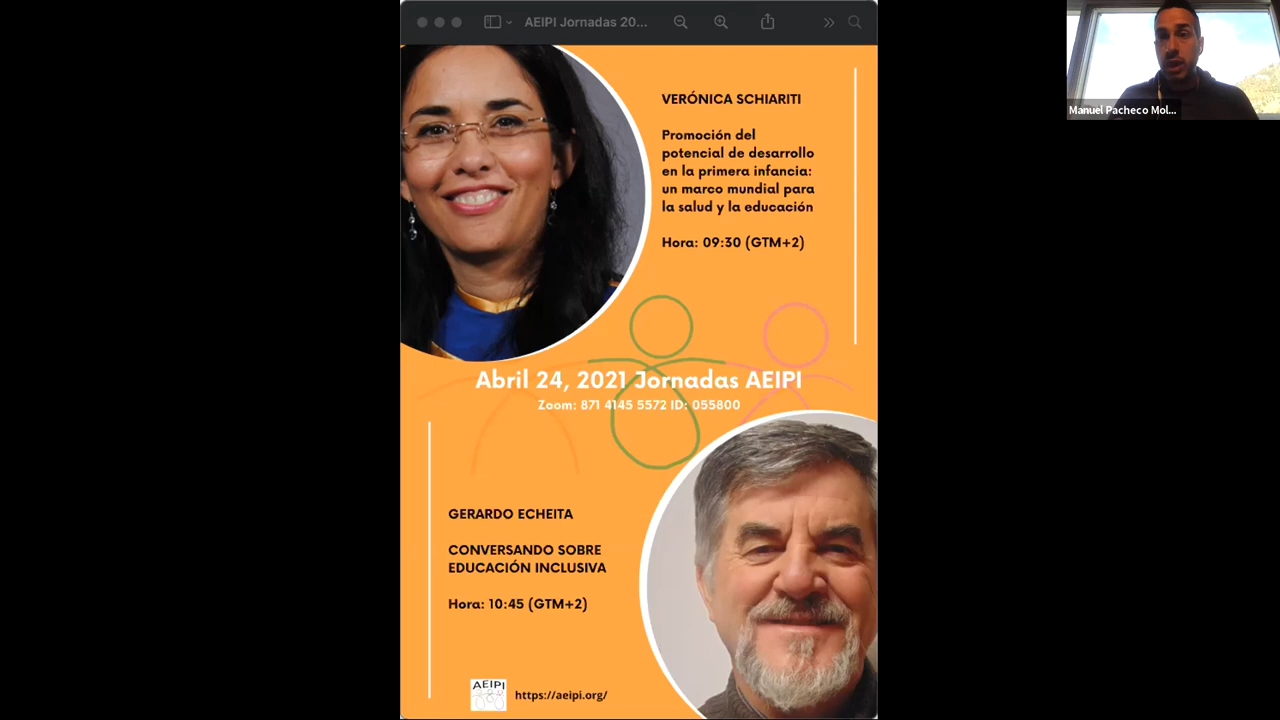 AEIPI Jornadas 20...
Manuel Pacheco Mol...
VERÓNICA SCHIARITI
Promoción del
potencial de desarrollo
en la primera infancia:
un marco mundial para
la salud y la educación
Hora: 09:30 (GTM+2)
Abril 24, 2021 Jornadas AEIPI
Zoom: 871 4145 5572 ID: 055800
GERARDO ECHEITA
CONVERSANDO SOBRE
EDUCACIÓN INCLUSIVA
Hora: 10:45 (GTM+2)
AEIPI
https://aeipi.org/